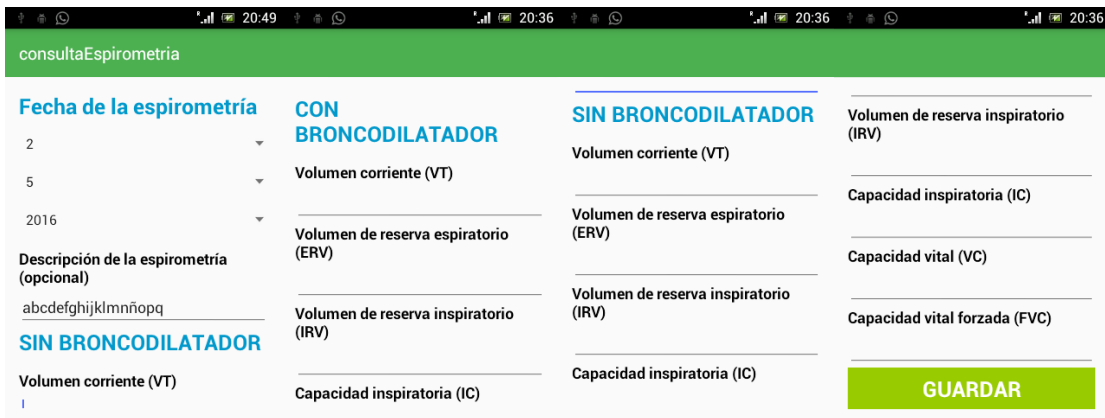 20:49
20:36
20:36
20:36
consultaEspirometria
Fecha de la espirometría
2
5
2016
Descripción de la espirometría
(opcional)
abcdefghijklmnñopq
SIN BRONCODILATADOR
Volumen corriente (VT)
CON
BRONCODILATADOR
Volumen corriente (VT)
Volumen de reserva espiratorio
(ERV)
Volumen de reserva inspiratorio
(IRV)
Capacidad inspiratoria (IC)
SIN BRONCODILATADOR
Volumen corriente (VT)
Volumen de reserva espiratorio
(ERV)
Volumen de reserva inspiratorio
(IRV)
Capacidad inspiratoria (IC)
Volumen de reserva inspiratorio
(IRV)
Capacidad inspiratoria (IC)
Capacidad vital (VC)
Capacidad vital forzada (FVC)
GUARDAR